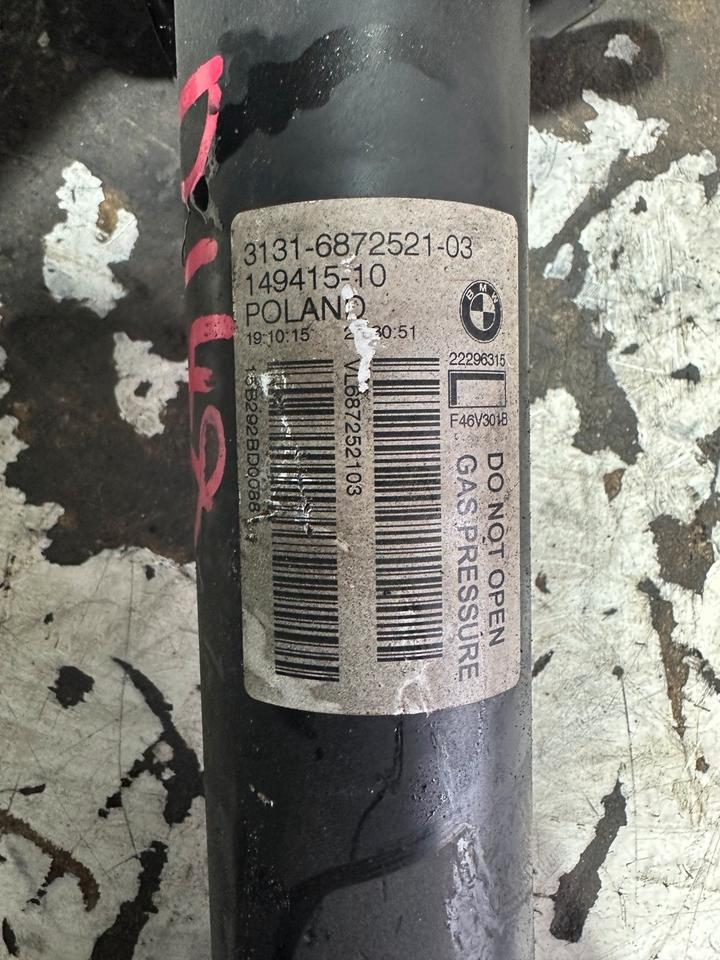 3131-6872521-03
149415-10
POLAND
19:10:15
BMW
22296315
F46V301B
VL687252103
DO NOT OPEN
GAS PRESSURE